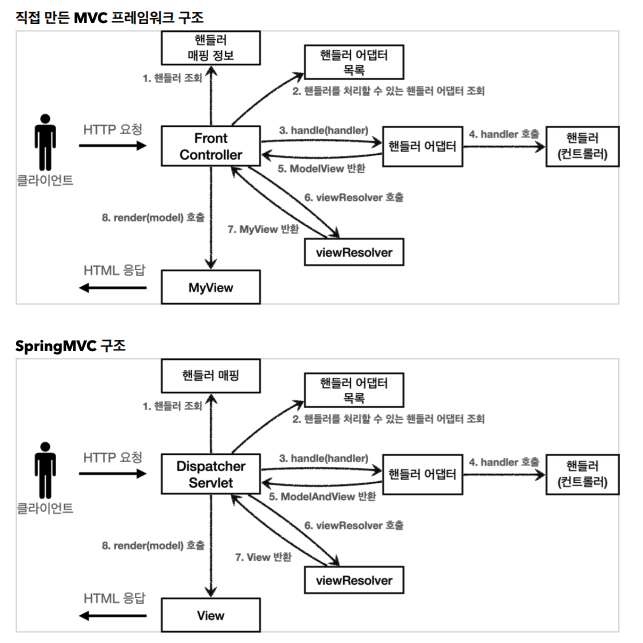 직접 만든 MVC 프레임워크 구조
핸들러
매핑 정보
핸들러 어댑터
목록
1. 핸들러 조회
2. 핸들러를 처리할 수 있는 핸들러 어댑터 조회
HTTP 요청
클라이언트
Front
Controller
3. handle(handler)
핸들러 어댑터
4. handler 호출
핸들러
(컨트롤러)
5. ModelView 반환
6. viewResolver 호출
7. MyView 반환
8. render(model) 호출
viewResolver
HTML 응답
MyView
SpringMVC 구조
핸들러 매핑
핸들러 어댑터
목록
1. 핸들러 조회
2. 핸들러를 처리할 수 있는 핸들러 어댑터 조회
HTTP 요청
클라이언트
Dispatcher
Servlet
3. handle(handler)
핸들러 어댑터
4. handler 호출
핸들러
(컨트롤러)
5. ModelAndView 반환
6. viewResolver 호출
7. View 반환
8. render(model) 호출
viewResolver
HTML 응답
View